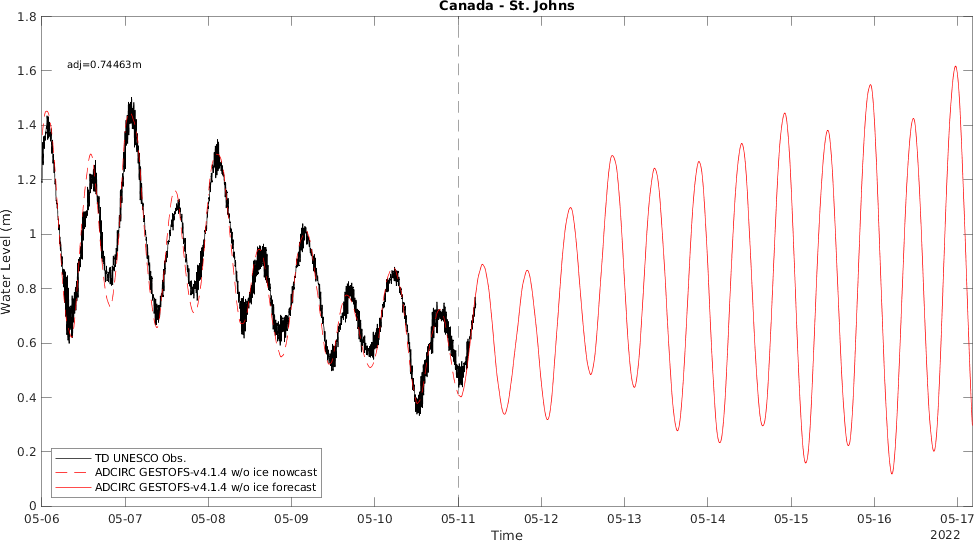 Canada - St. Johns
1.8
1.6
1.4
1.2
1
0.8
0.6
0.4
0.2
0
Water Level (m)
adj=0.74463m
TD UNESCO Obs.
ADCIRC GESTOFS-v4.1.4 w/o ice nowcast
ADCIRC GESTOFS-v4.1.4 w/o ice forecast
05-06 05-07 05-08 05-09 05-10 05-11 05-12 05-13 05-14 05-15 05-16 05-17
Time
2022